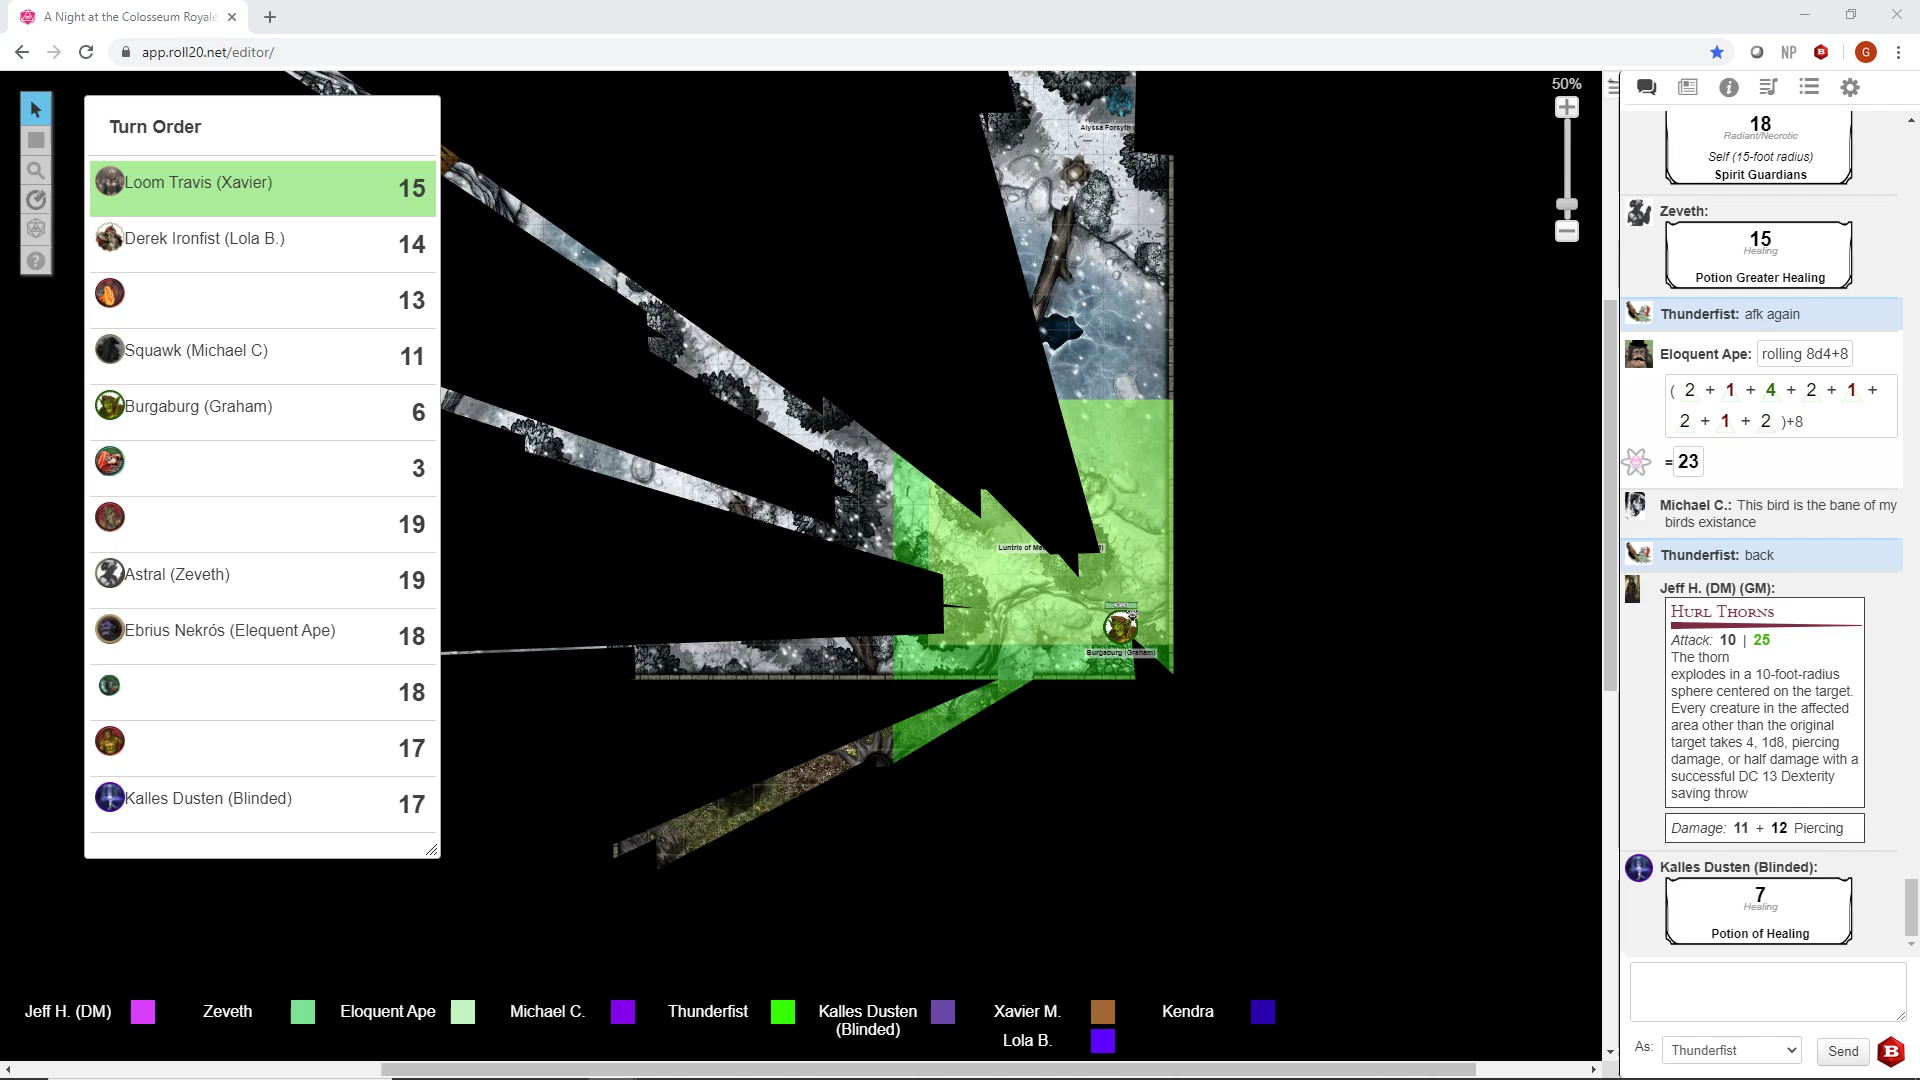 A Night at the Colosseum Royale
app.roll20.net/editor/
NP
B
G
50%
Turn Order
Loom Travis (Xavier) 15
Derek Ironfist (Lola B.) 14
13
Squawk (Michael C) 11
Burgaburg (Graham) 6
3
19
Astral (Zeveth) 19
Ebrius Nekrós (Elequent Ape) 18
18
17
Kalles Dusten (Blinded) 17
Alyssa Forsyth
Luntric of
Burgaburg (Graham)
Jeff H. (DM)
Zeveth
Eloquent Ape
Michael C.
Thunderfist
Kalles Dusten
(Blinded)
Xavier M.
Lola B.
Kendra
18
Radiant/Necrotic
Self (15-foot radius)
Spirit Guardians
Zeveth:
15
Healing
Potion Greater Healing
Thunderfist: afk again
Eloquent Ape: rolling 8d4+8
( 2 + 1 + 4 + 2 + 1 +
2 + 1 + 2 )+8
=23
Michael C.: This bird is the bane of my
birds existance
Thunderfist: back
Jeff H. (DM) (GM):
Hurl Thorns
Attack: 10 | 25
The thorn
explodes in a 10-foot-radius
sphere centered on the target.
Every creature in the affected
area other than the original
target takes 4, 1d8, piercing
damage, or half damage with a
successful DC 13 Dexterity
saving throw
Damage: 11 + 12 Piercing
Kalles Dusten (Blinded):
7
Healing
Potion of Healing
As: Thunderfist Send B